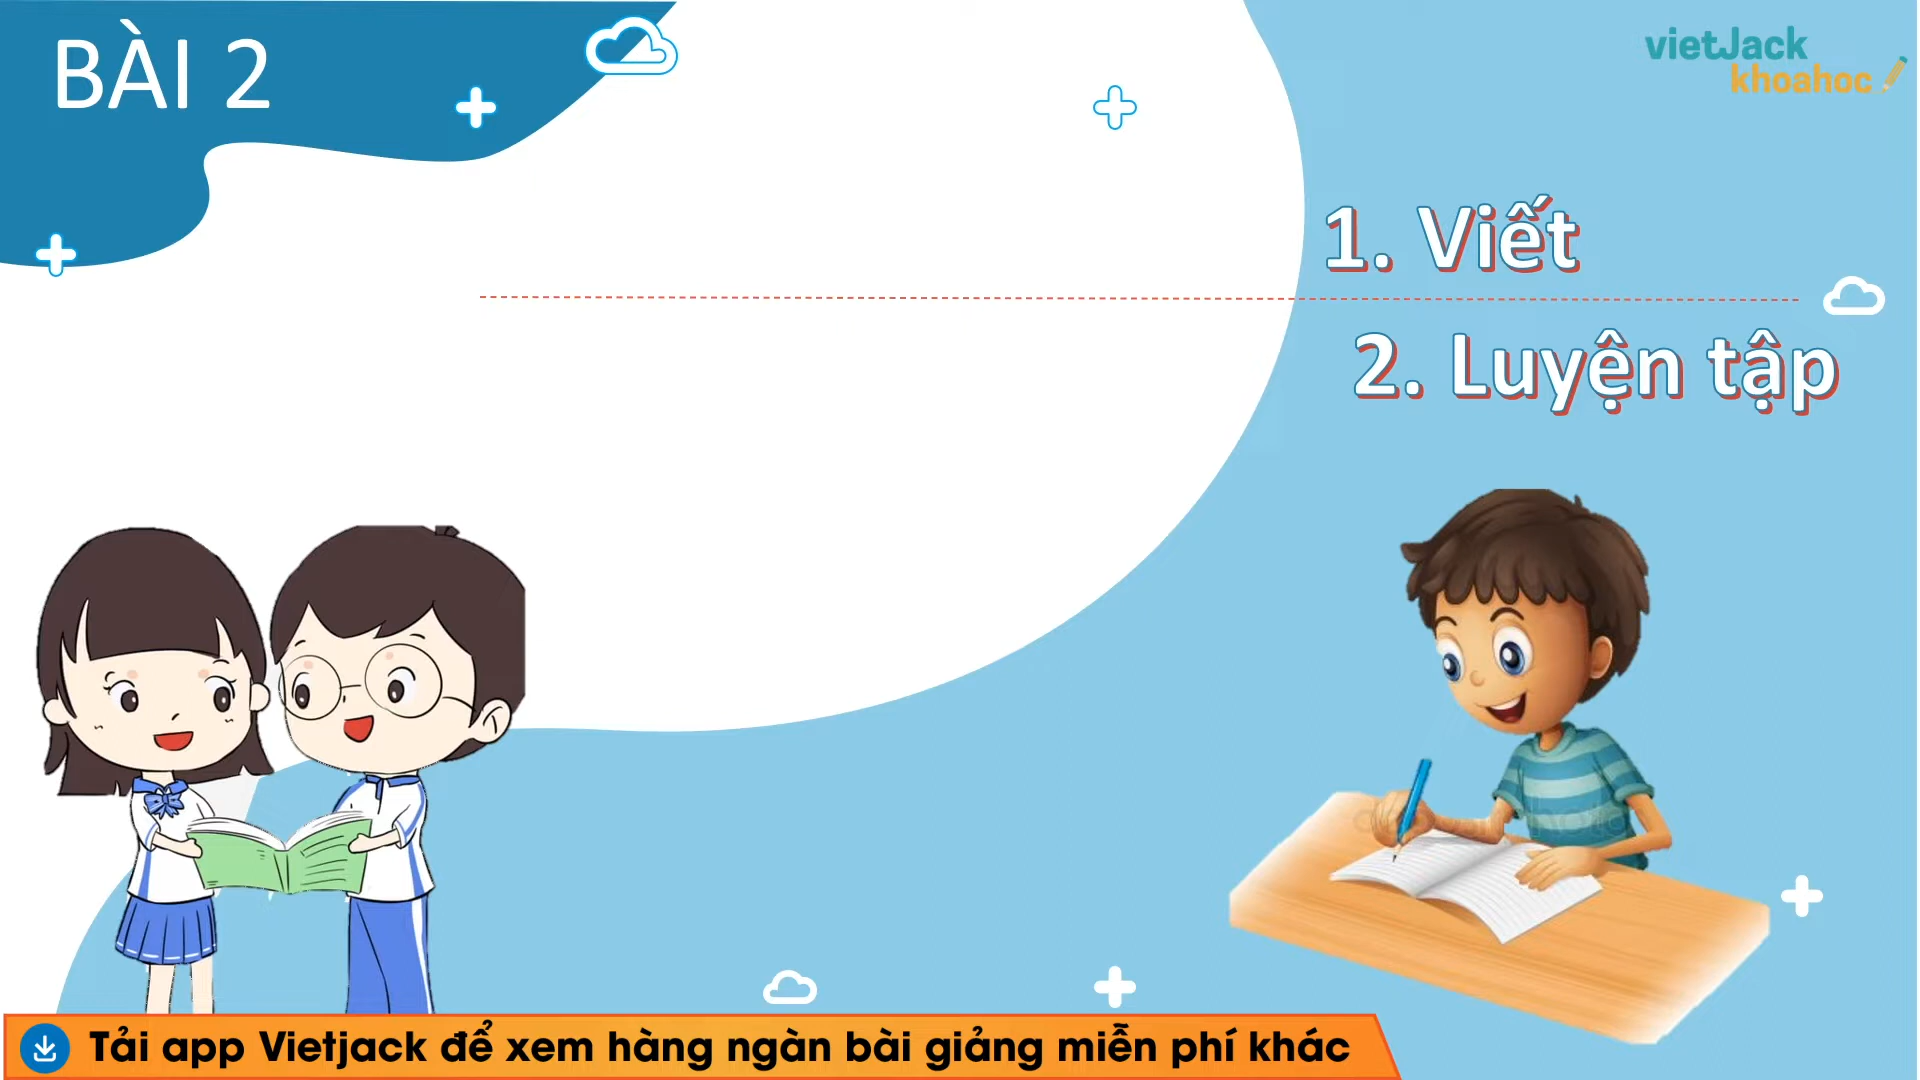 BÀI 2
vietJack
khoahoc
1. Viết
2. Luyện tập
Tải app Vietjack để xem hàng ngàn bài giảng miễn phí khác